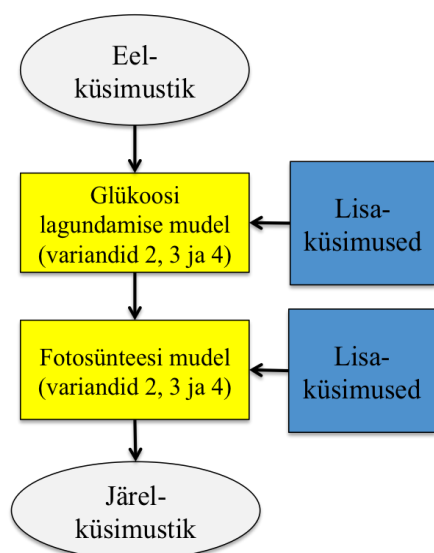 Eel-
küsimustik
Glükoosi
lagundamise mudel
(variandid 2, 3 ja 4)
Lisa-
küsimused
Fotosünteesi mudel
(variandid 2, 3 ja 4)
Lisa-
küsimused
Järel-
küsimustik